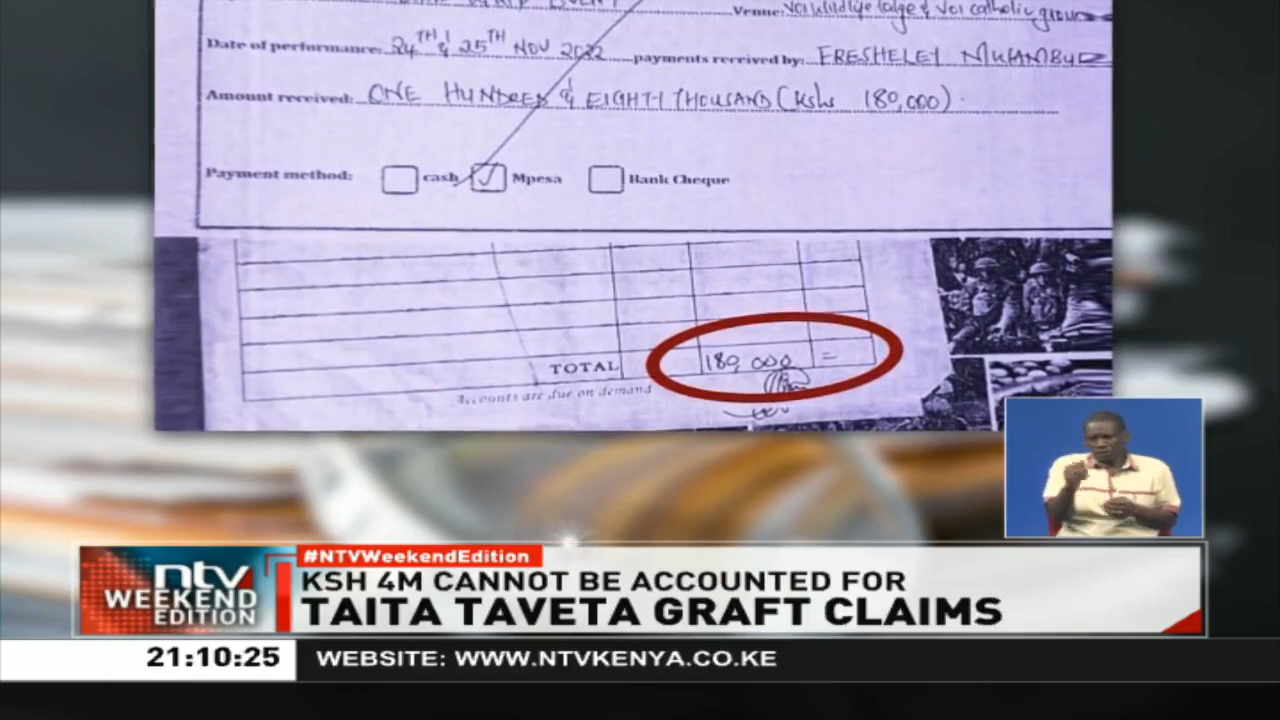 Venue: Voi wildlife lodge & Voi catholic
Date of performance: 24TH & 25TH NOV 2022 payments received by:
Amount received: ONE HUNDRED & EIGHTY THOUSAND (Kshs 180,000).
Payment method: cash Mpesa Bank Cheque
TOTAL 180,000 =
Accounts are due on demand
#NTVWeekendEdition
ntv
WEEKEND
EDITION
KSH 4M CANNOT BE ACCOUNTED FOR
TAITA TAVETA GRAFT CLAIMS
21:10:25 WEBSITE: WWW.NTVKENYA.CO.KE